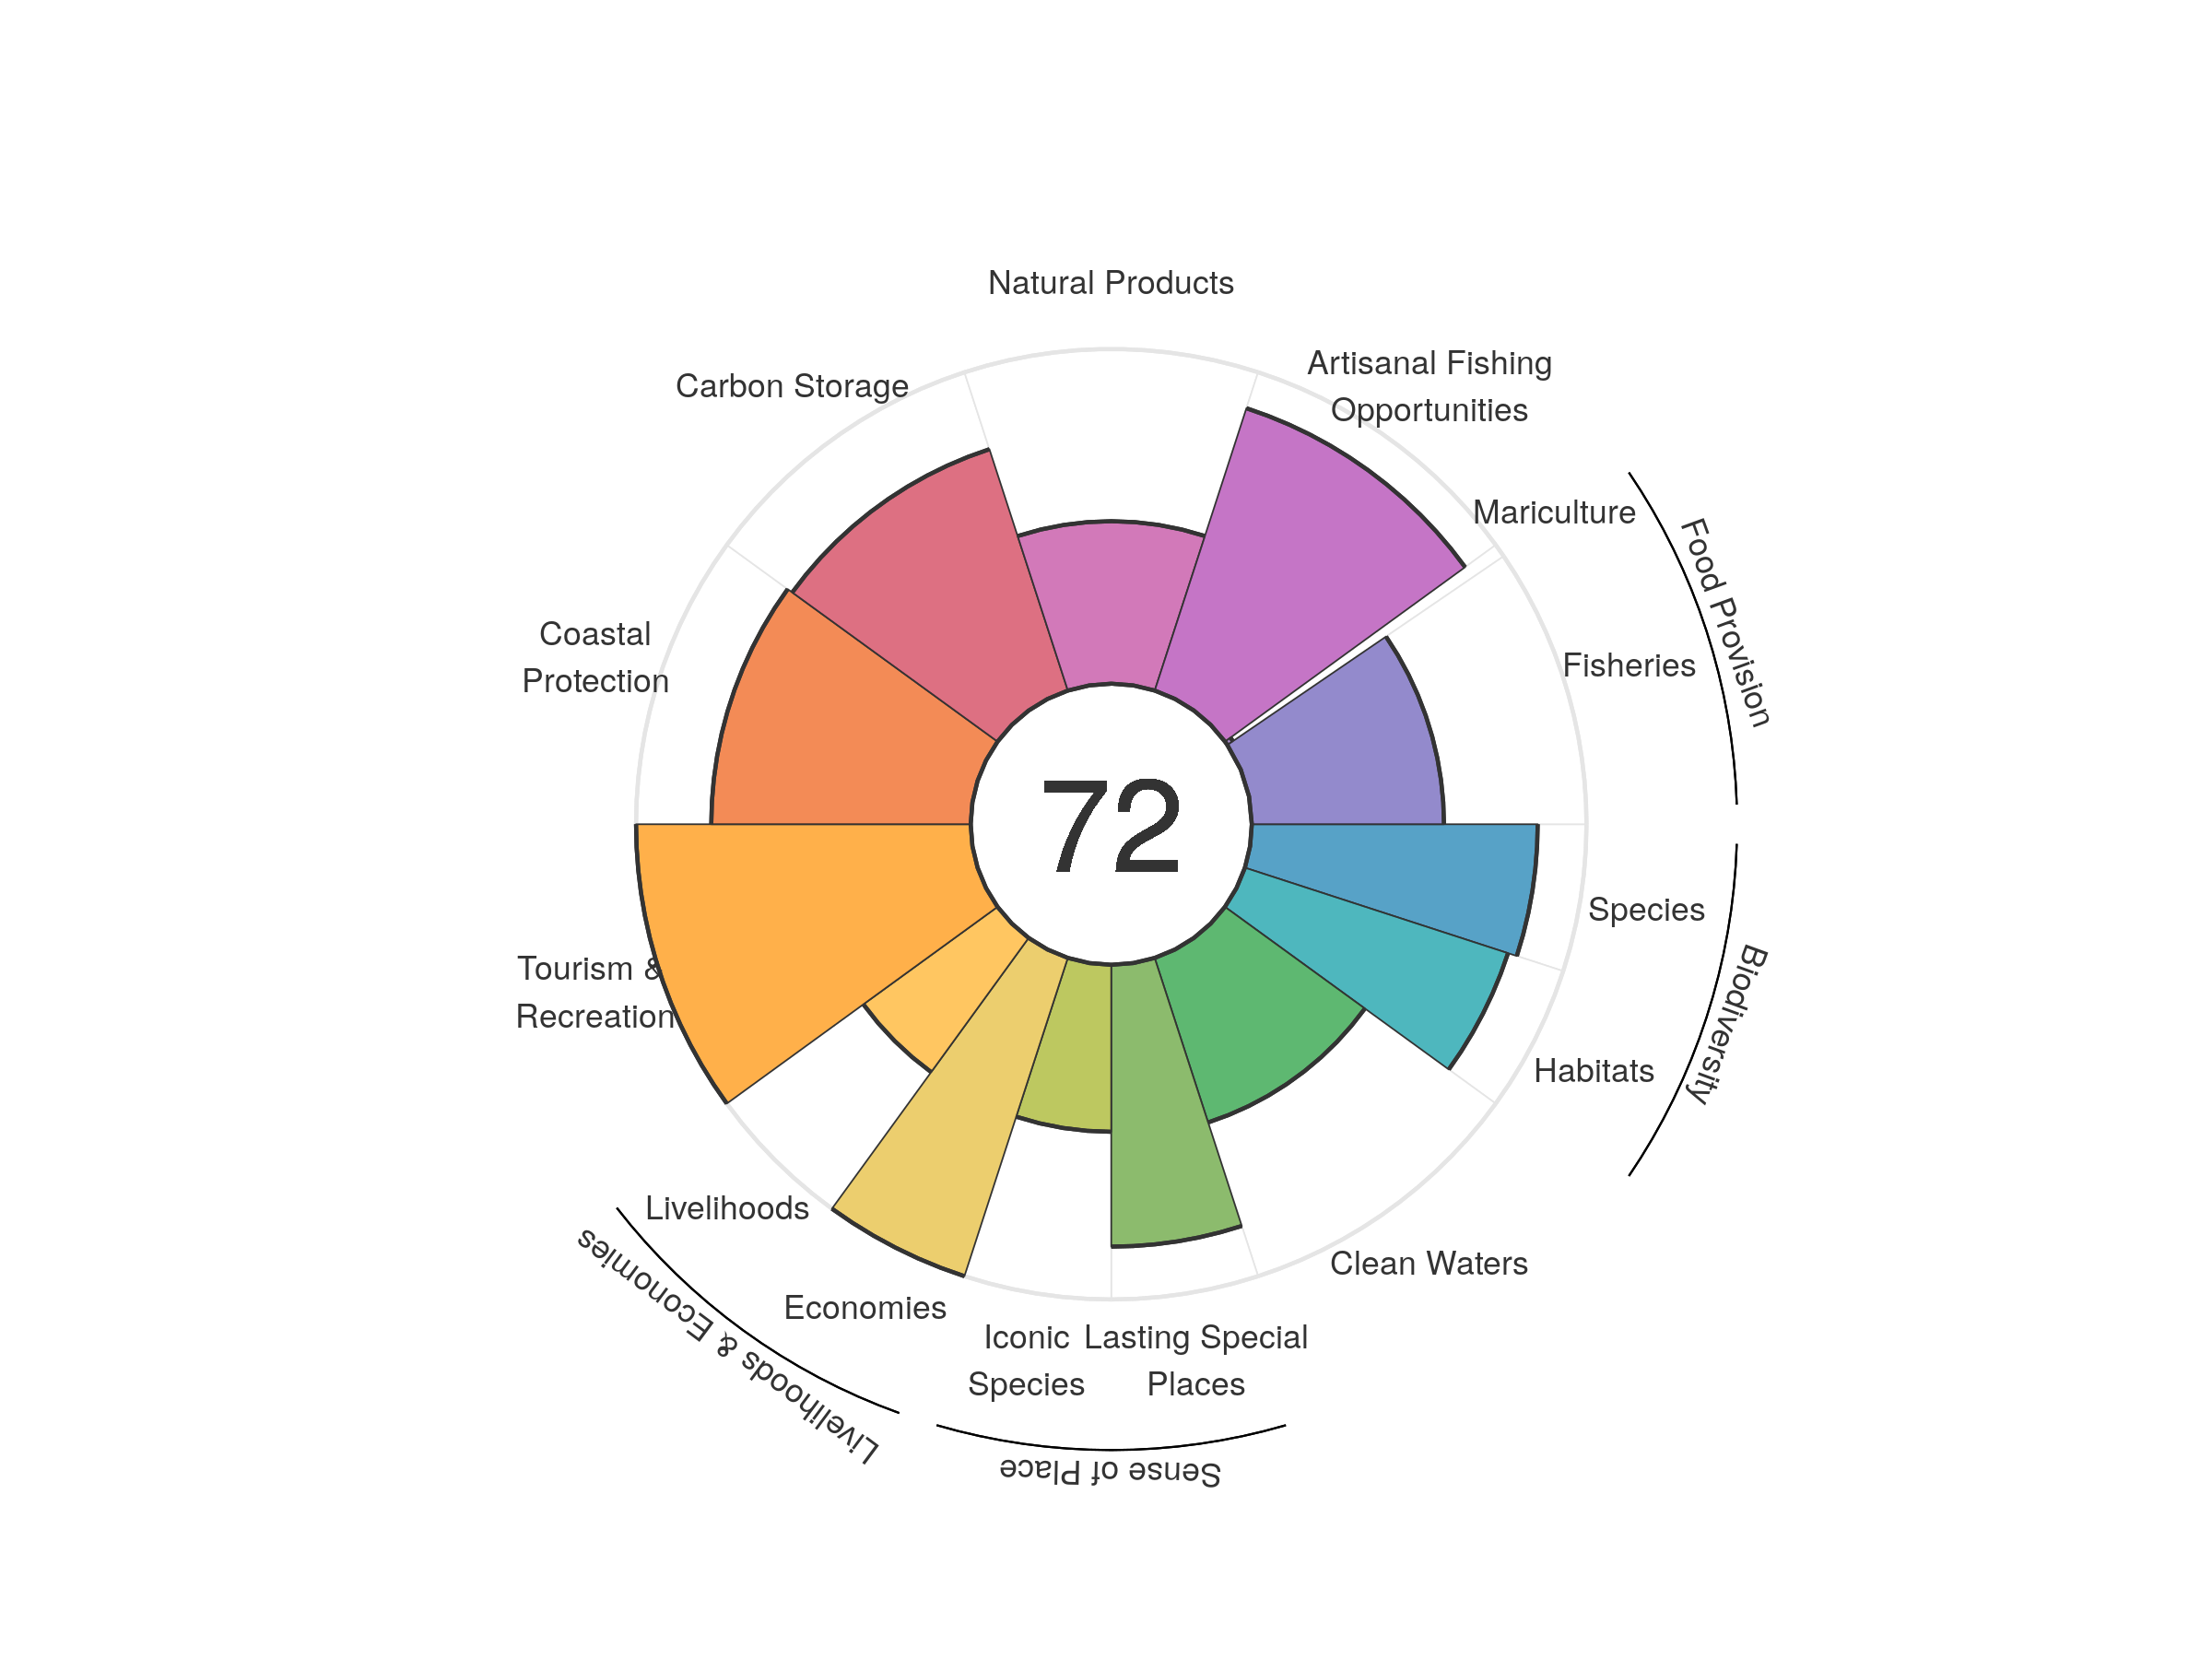 Natural Products
Artisanal Fishing
Opportunities
Carbon Storage
Mariculture
Food Provision
Coastal
Protection
Fisheries
72
Species
Biodiversity
Tourism &
Recreation
Habitats
Livelihoods
Clean Waters
Livelihoods & Economies
Economies
Iconic
Species
Lasting Special
Places
Sense of Place